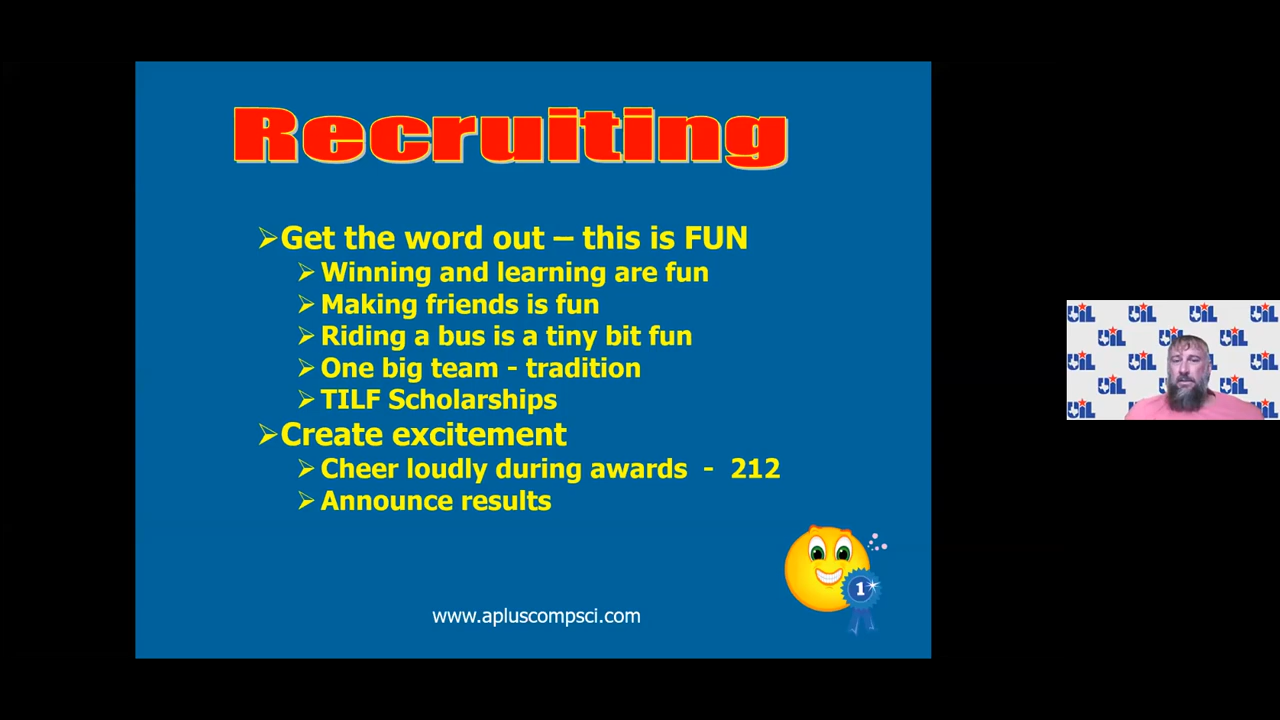 Recruiting
Get the word out – this is FUN
Winning and learning are fun
Making friends is fun
Riding a bus is a tiny bit fun
One big team - tradition
TILF Scholarships
Create excitement
Cheer loudly during awards - 212
Announce results
1
www.apluscompsci.com
UIL UIL UIL UIL
UIL UIL UIL
UIL UIL UIL
UIL UIL
UIL UIL